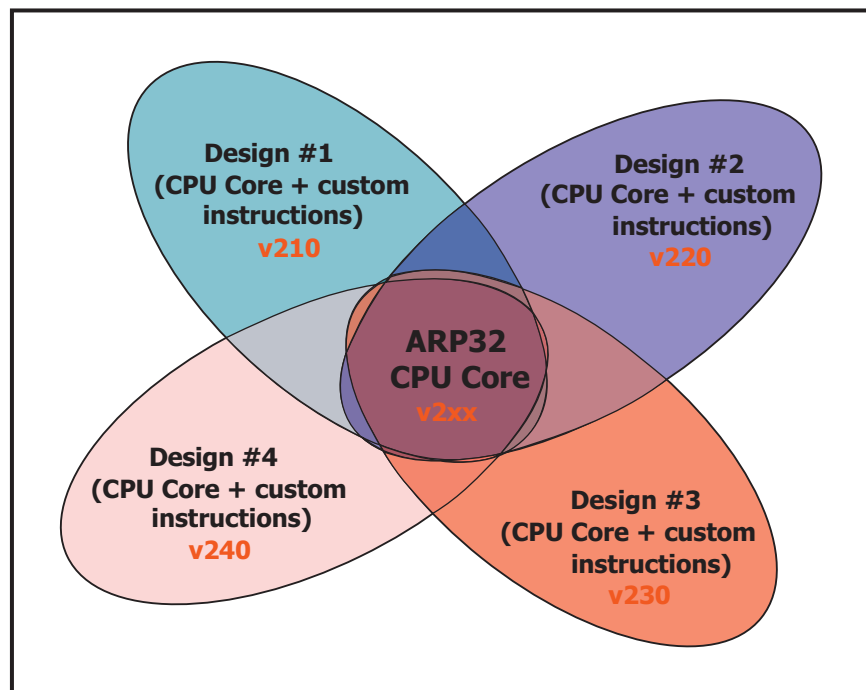 Design #1
(CPU Core + custom
instructions)
v210
Design #2
(CPU Core + custom
instructions)
v220
ARP32
CPU Core
v2xx
Design #4
(CPU Core + custom
instructions)
v240
Design #3
(CPU Core + custom
instructions)
v230